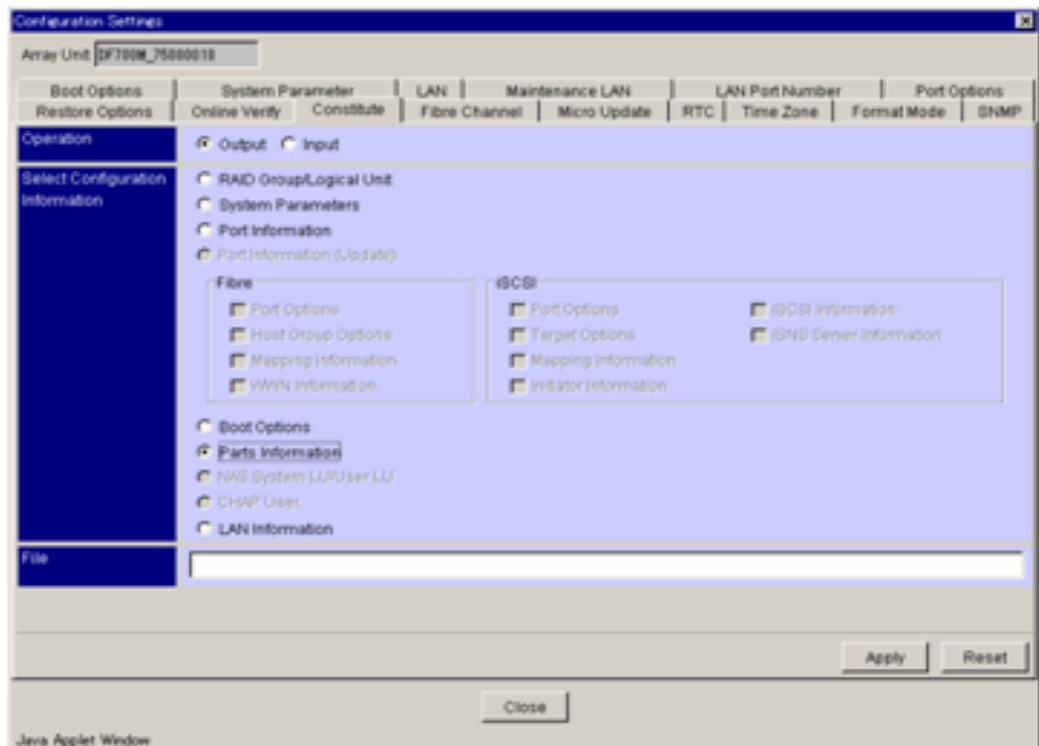 Configuration Settings
Array Unit DF700M_75000010
Boot Options System Parameter LAN Maintenance LAN LAN Port Number Port Options
Restore Options Online Verify Constitute Fibre Channel Micro Update RTC Time Zone Format Mode SNMP
Operation Output Input
Select Configuration Information
RAID Group/Logical Unit
System Parameters
Port Information
Port Information (Update)
Fibre
Port Options
Host Group Options
Mapping Information
WWN Information
iSCSI
Port Options iSCSI Information
Target Options iSNS Server Information
Mapping Information
Initiator Information
Boot Options
Parts Information
NAS System LU/User LU
CHAP User
LAN Information
File
Apply Reset
Close
Java Applet Window